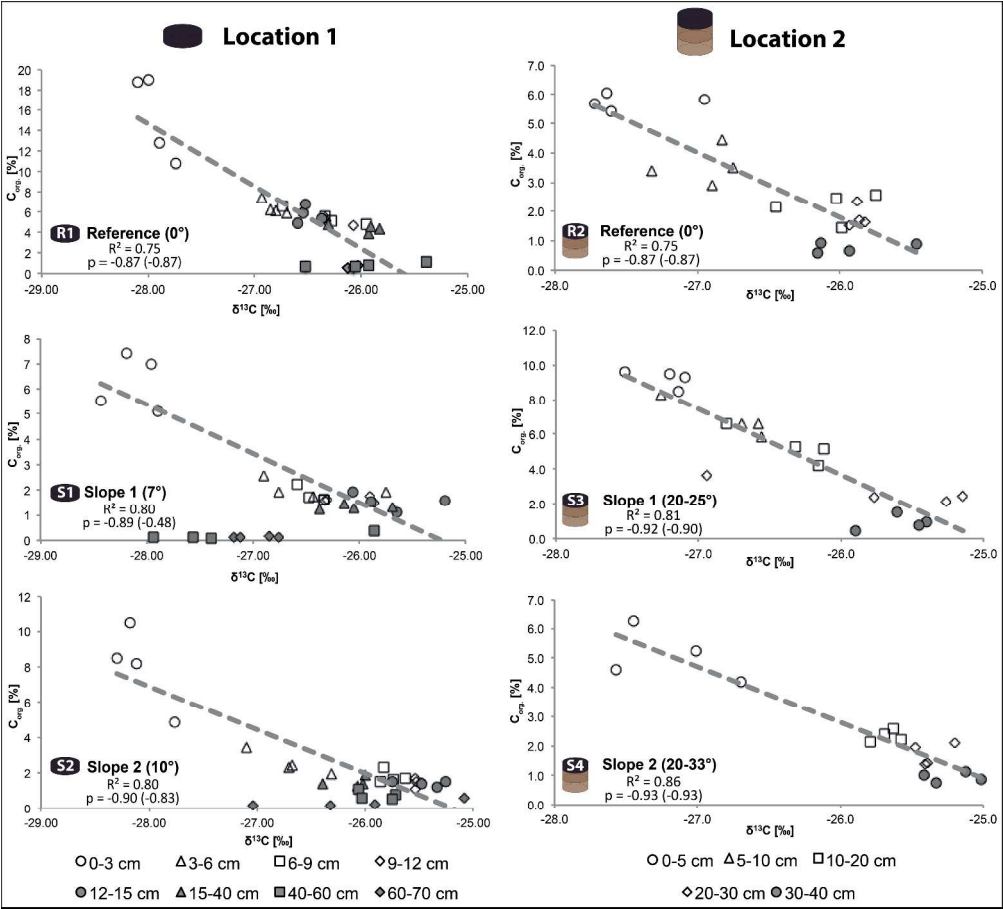 Location 1
20
18
16
14
12
10
8
6
4
2
0
C org. [%]
R1 Reference (0°)
R² = 0.75
p = -0.87 (-0.87)
-29.00 -28.00 -27.00 -26.00 -25.00
δ¹³C [‰]
8
7
6
5
4
3
2
1
0
C org. [%]
S1 Slope 1 (7°)
R² = 0.80
p = -0.89 (-0.48)
-29.00 -28.00 -27.00 -26.00 -25.00
δ¹³C [‰]
12
10
8
6
4
2
0
C org. [%]
S2 Slope 2 (10°)
R² = 0.80
p = -0.90 (-0.83)
-29.00 -28.00 -27.00 -26.00 -25.00
δ¹³C [‰]
0-3 cm 3-6 cm 6-9 cm 9-12 cm
12-15 cm 15-40 cm 40-60 cm 60-70 cm
Location 2
7.0
6.0
5.0
4.0
3.0
2.0
1.0
0.0
C org. [%]
R2 Reference (0°)
R² = 0.75
p = -0.87 (-0.87)
-28.0 -27.0 -26.0 -25.0
δ¹³C [‰]
12.0
10.0
8.0
6.0
4.0
2.0
0.0
C org. [%]
S3 Slope 1 (20-25°)
R² = 0.81
p = -0.92 (-0.90)
-28.0 -27.0 -26.0 -25.0
δ¹³C [‰]
7.0
6.0
5.0
4.0
3.0
2.0
1.0
0.0
C org. [%]
S4 Slope 2 (20-33°)
R² = 0.86
p = -0.93 (-0.93)
-28.0 -27.0 -26.0 -25.0
δ¹³C [‰]
0-5 cm 5-10 cm 10-20 cm
20-30 cm 30-40 cm